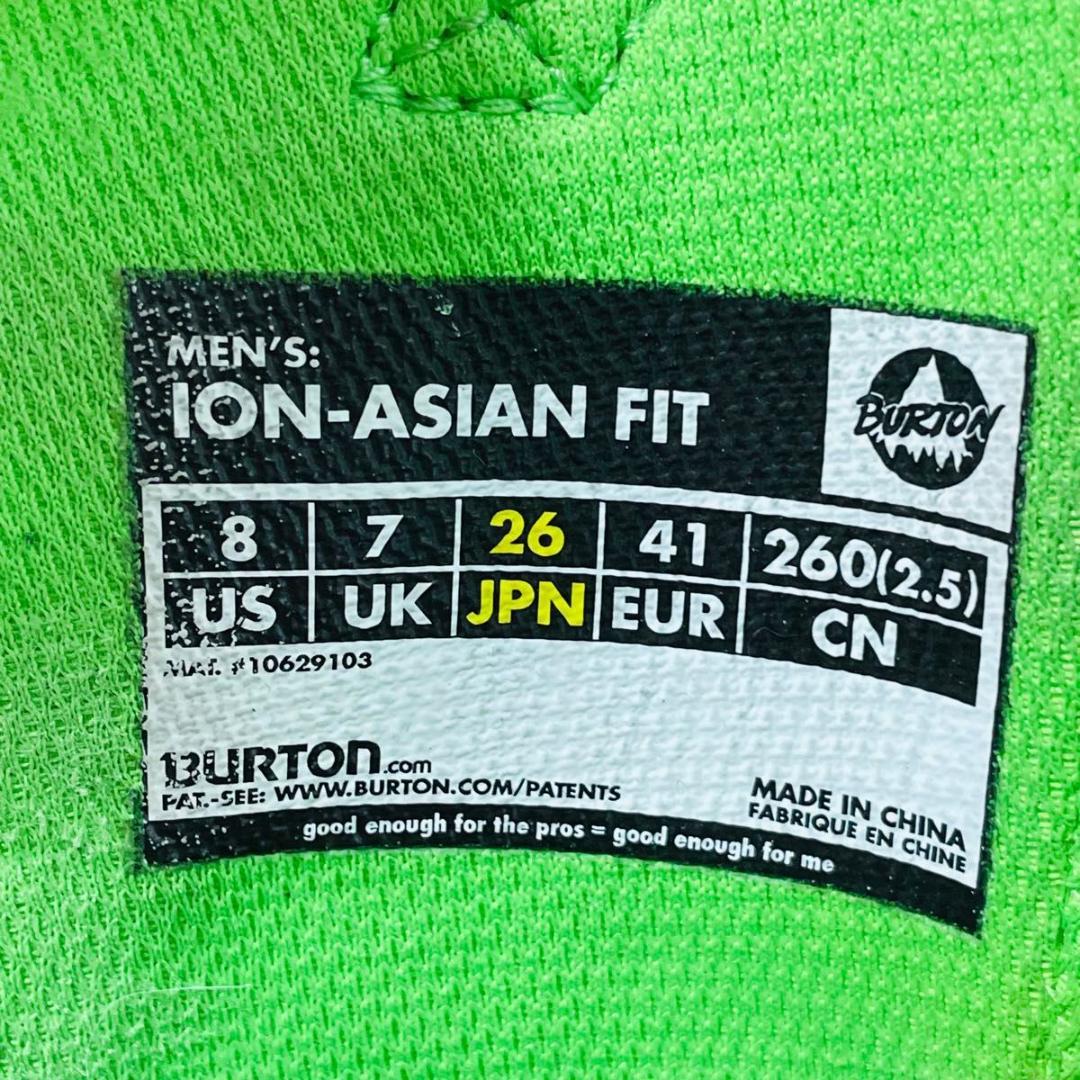 MEN'S:
ION-ASIAN FIT
BURTON
8 7 26 41 260(2.5)
US UK JPN EUR CN
MAT. #10629103
BURTON.com
PAT.-SEE: WWW.BURTON.COM/PATENTS
MADE IN CHINA
FABRIQUE EN CHINE
good enough for the pros = good enough for me